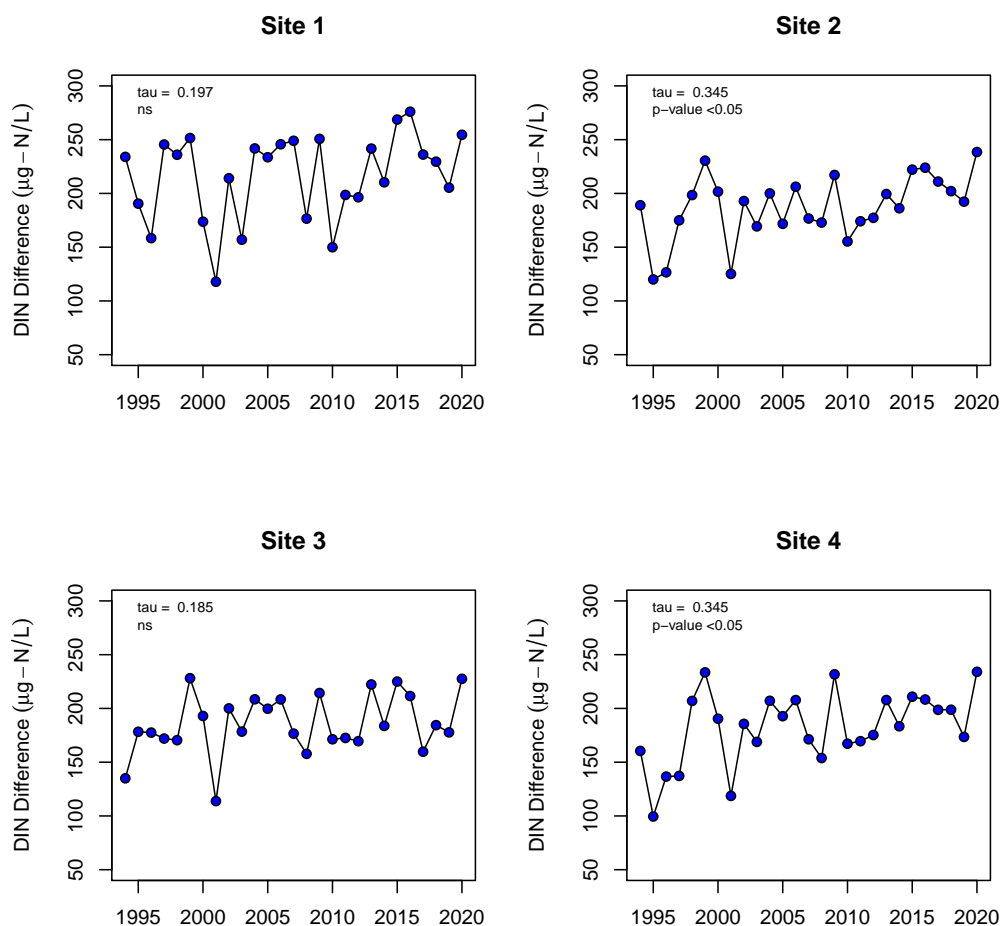 Site 1
DIN Difference (μg − N/L)
300
250
200
150
100
50
tau = 0.197
ns
1995 2000 2005 2010 2015 2020
Site 2
DIN Difference (μg − N/L)
300
250
200
150
100
50
tau = 0.345
p−value <0.05
1995 2000 2005 2010 2015 2020
Site 3
DIN Difference (μg − N/L)
300
250
200
150
100
50
tau = 0.185
ns
1995 2000 2005 2010 2015 2020
Site 4
DIN Difference (μg − N/L)
300
250
200
150
100
50
tau = 0.345
p−value <0.05
1995 2000 2005 2010 2015 2020